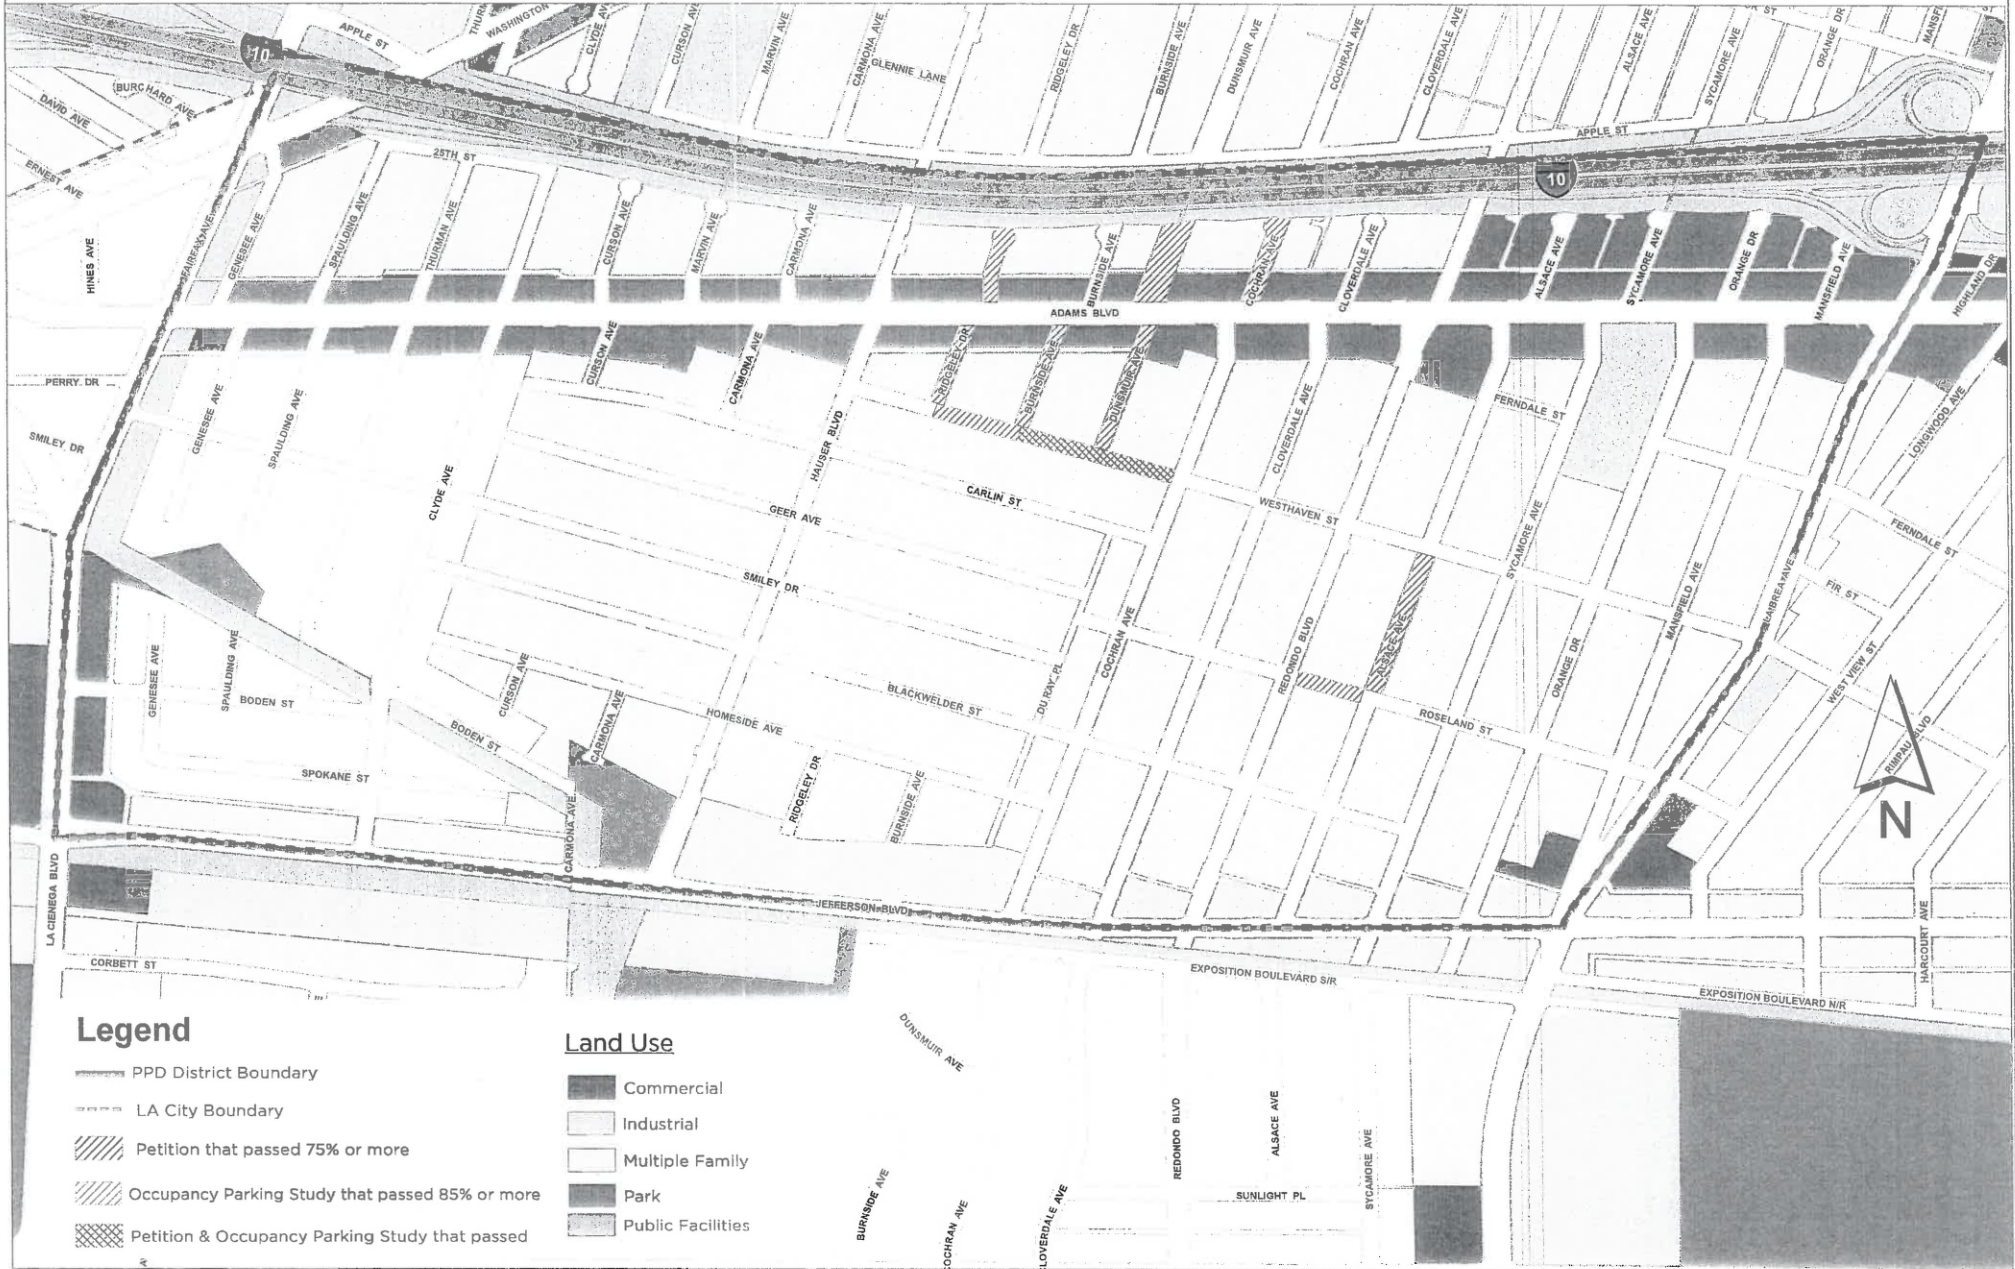 APPLE ST
WASHINGTON
CLYDE AV
CURSON AVE
MARVIN AVE
CARMONA AVE
GLENNIE LANE
RIDGELEY DR
BURNSIDE AVE
DUNSMUIR AVE
COCHRAN AVE
CLOVERDALE AVE
ALSACE AVE
SYCAMORE AVE
ORANGE DR
10
BURCHARD AVE
DAVID AVE
ERNEST AVE
25TH ST
APPLE ST
10
HINES AVE
FAIRFAX AVE
GENESEE AVE
SPAULDING AVE
THURMAN AVE
CURSON AVE
MARVIN AVE
CARMONA AVE
BURNSIDE AVE
COCHRAN AVE
CLOVERDALE AVE
ALSACE AVE
SYCAMORE AVE
ORANGE DR
MANSFIELD AVE
HIGHLAND DR
ADAMS BLVD
PERRY DR
SMILEY DR
GENESEE AVE
SPAULDING AVE
CLYDE AVE
CURSON AVE
CARMONA AVE
HAUSER BLVD
RIDGELEY DR
BURNSIDE AVE
DUNSMUIR AVE
CLOVERDALE AVE
FERNDALE ST
LONGWOOD AVE
CARLIN ST
GEER AVE
WESTHAVEN ST
SYCAMORE AVE
FERNDALE ST
SMILEY DR
FIR ST
LA BREA AVE
MANSFIELD AVE
COCHRAN AVE
REDONDO BLVD
ALSACE AVE
ORANGE DR
WEST VIEW ST
GENESEE AVE
SPAULDING AVE
BODEN ST
CURSON AVE
CARMONA AVE
BODEN ST
HOMESIDE AVE
BLACKWELDER ST
DU RAY PL
ROSELAND ST
RIMPAU BLVD
SPOKANE ST
RIDGELEY DR
BURNSIDE AVE
CARMONA AVE
N
LA CIENEGA BLVD
JEFFERSON BLVD
HARCOURT AVE
CORBETT ST
EXPOSITION BOULEVARD S/R
EXPOSITION BOULEVARD N/R
DUNSMUIR AVE
BURNSIDE AVE
COCHRAN AVE
CLOVERDALE AVE
REDONDO BLVD
ALSACE AVE
SUNLIGHT PL
SYCAMORE AVE
Legend
PPD District Boundary
LA City Boundary
Petition that passed 75% or more
Occupancy Parking Study that passed 85% or more
Petition & Occupancy Parking Study that passed
Land Use
Commercial
Industrial
Multiple Family
Park
Public Facilities